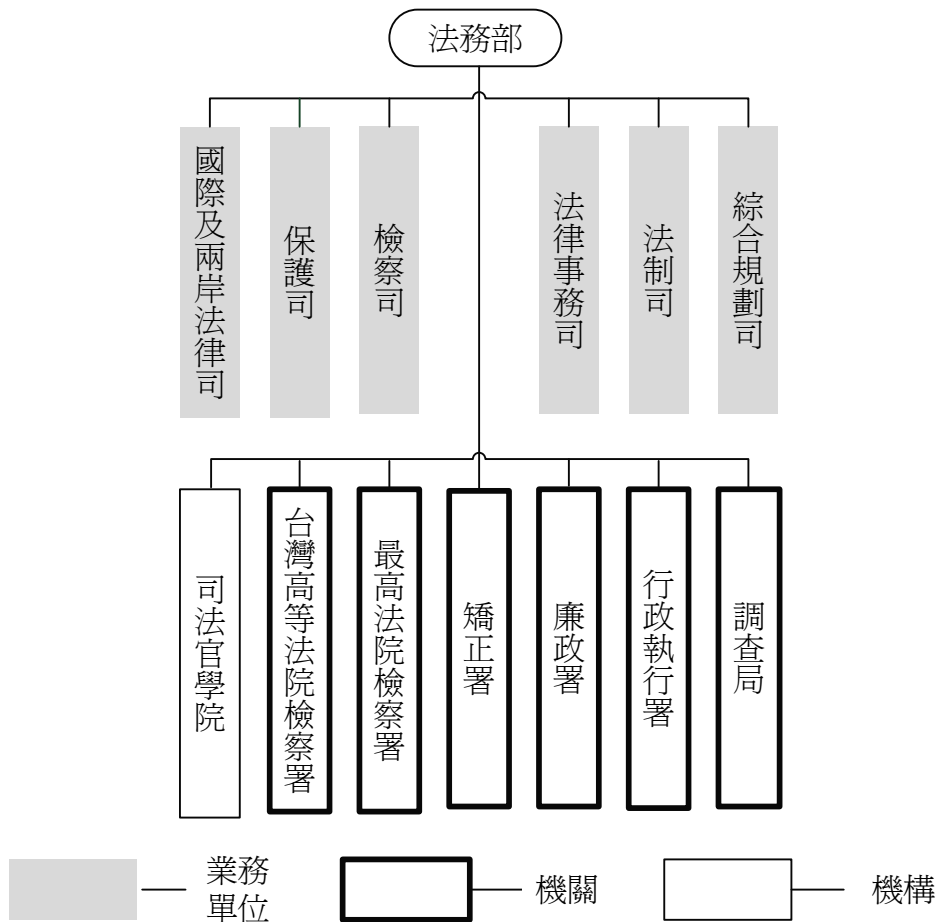 法務部
國際及兩岸法律司
保護司
檢察司
法律事務司
法制司
綜合規劃司
司法官學院
台灣高等法院檢察署
最高法院檢察署
矯正署
廉政署
行政執行署
調查局
業務
單位
機關
機構